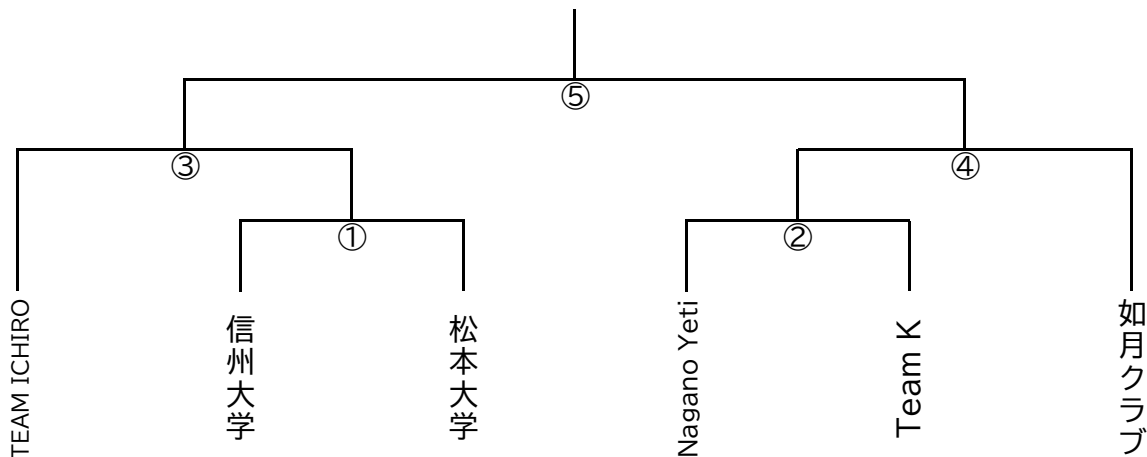 ⑤
③
④
①
②
TEAM ICHIRO
信州大学
松本大学
Nagano Yeti
Team K
如月クラブ